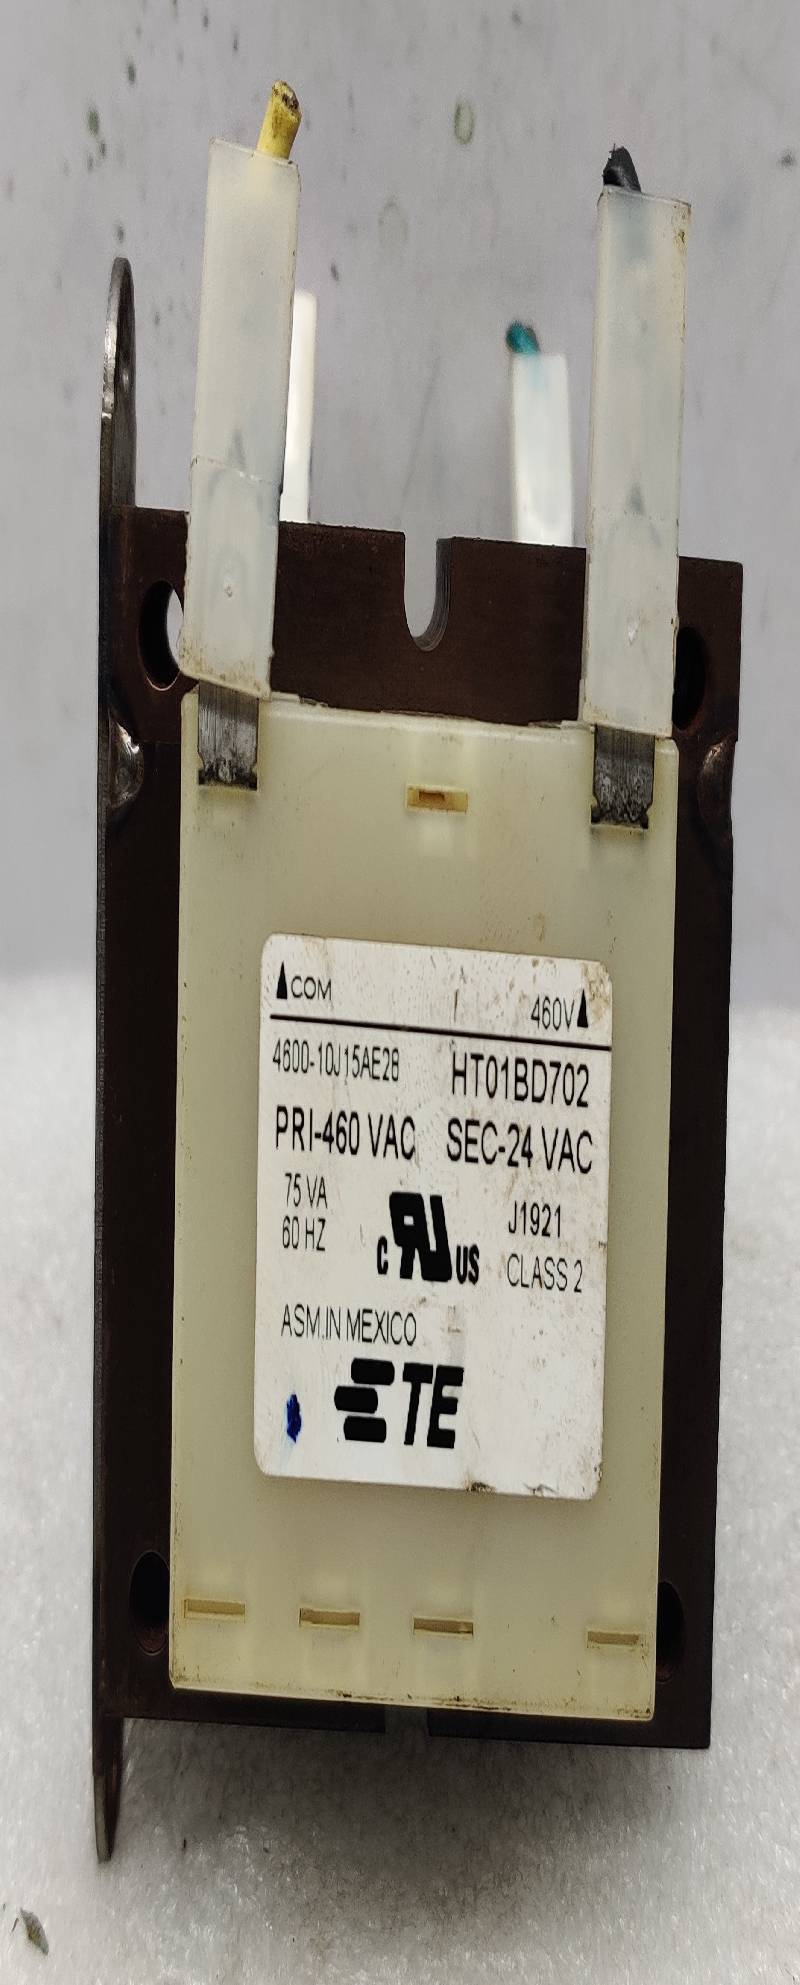 COM 460V
4600-10J15AE28 HT01BD702
PRI-460 VAC SEC-24 VAC
75 VA
60 HZ
J1921
CLASS 2
C RU US
ASM.IN MEXICO
TE